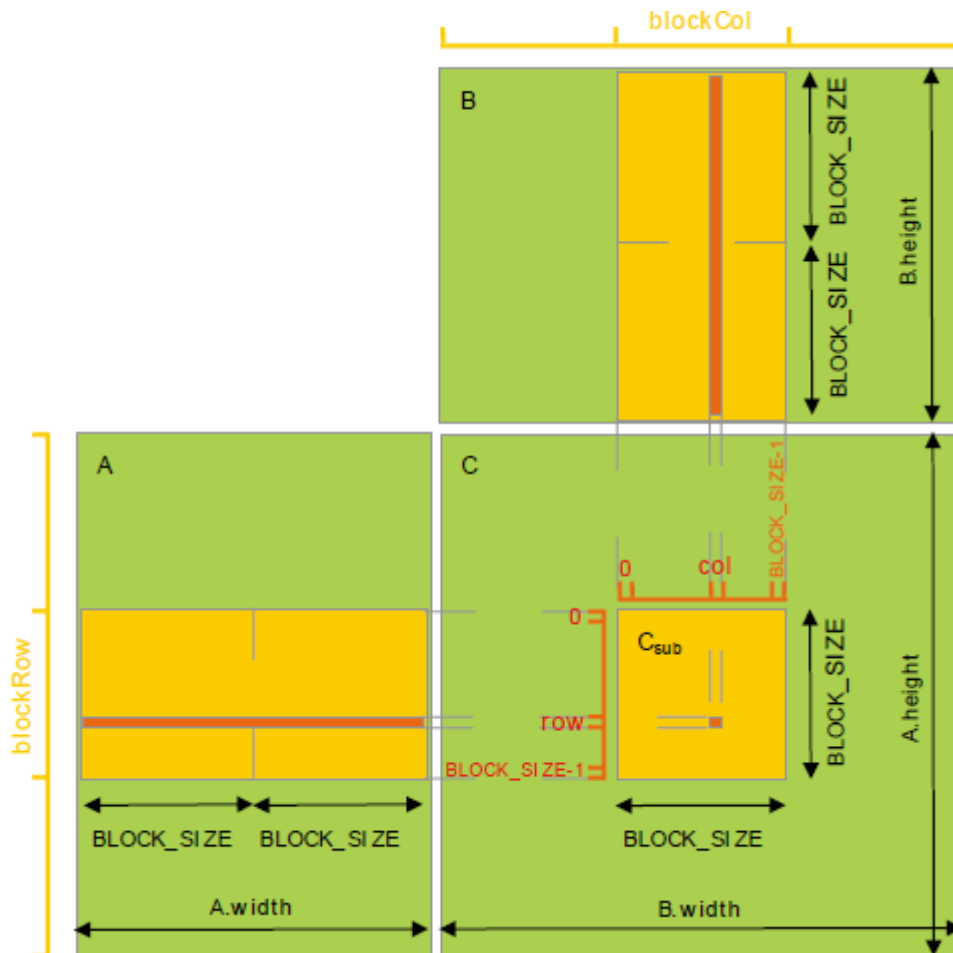 blockCol
B
BLOCK_SIZE
BLOCK_SIZE
B.height
A
C
BLOCK_SIZE-1
0
col
blockRow
0
Csub
row
BLOCK_SIZE-1
BLOCK_SIZE
A.height
BLOCK_SIZE
BLOCK_SIZE
BLOCK_SIZE
A.width
B.width